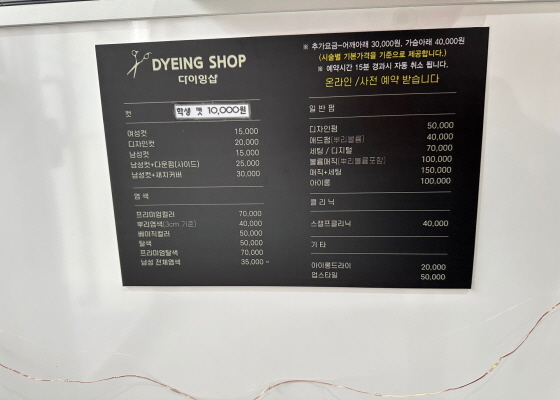 DYEING SHOP
다이잉샵
※ 추가요금-어깨아래 30,000원, 가슴아래 40,000원
(시술별 기본가격을 기준으로 제공합니다.)
※ 예약시간 15분 경과시 자동 취소 됩니다.
온라인 /사전 예약 받습니다
컷
학생 컷 10,000원
여성컷 15,000
디자인컷 20,000
남성컷 15,000
남성컷+다운펌(사이드) 25,000
남성컷+새치커버 30,000
염색
프리미엄컬러 70,000
뿌리염색(3cm 기준) 40,000
베이직컬러 50,000
탈색 50,000
프리미엄탈색 70,000
남성 전체염색 35,000 ~
일반펌
디자인펌 50,000
애드펌(뿌리볼륨) 40,000
세팅 / 디지털 70,000
볼륨매직(뿌리볼륨포함) 100,000
매직+세팅 150,000
아이롱 100,000
클리닉
스캘프클리닉 40,000
기타
아이롱드라이 20,000
업스타일 50,000